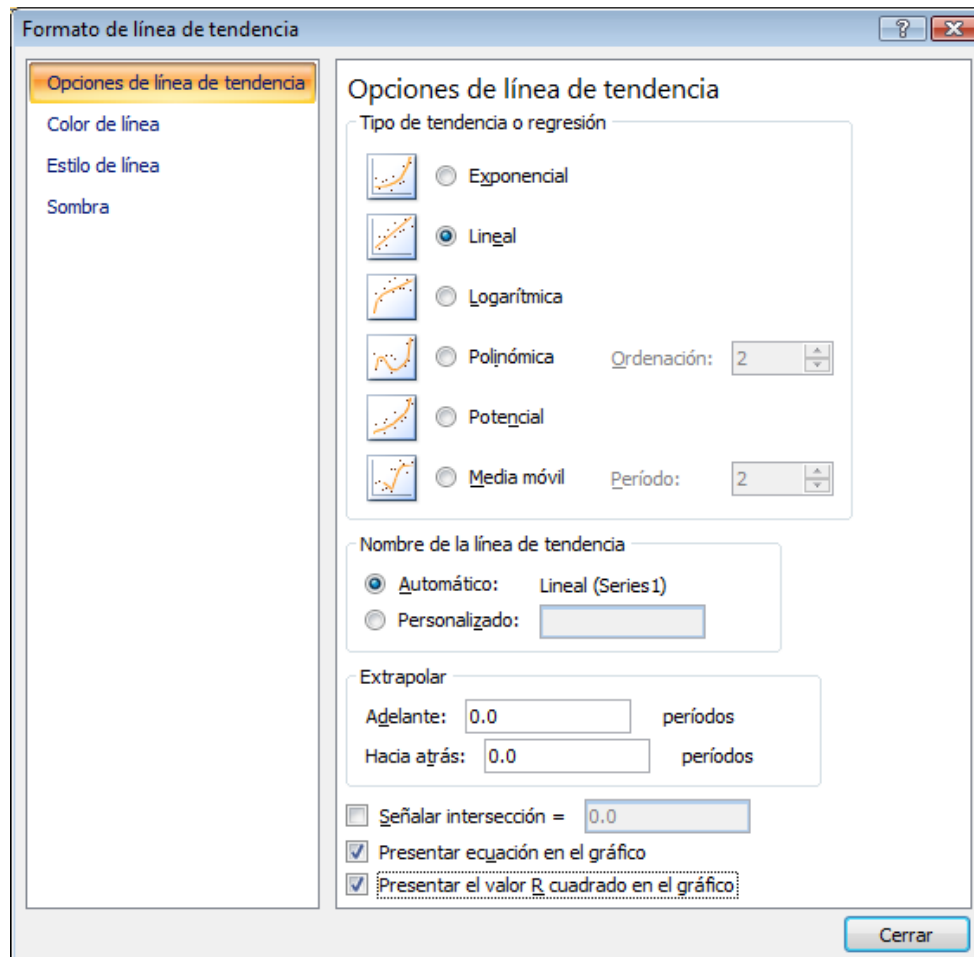 Formato de línea de tendencia
Opciones de línea de tendencia
Color de línea
Estilo de línea
Sombra
Opciones de línea de tendencia
Tipo de tendencia o regresión
Exponencial
Lineal
Logarítmica
Polinómica Ordenación: 2
Potencial
Media móvil Período: 2
Nombre de la línea de tendencia
Automático: Lineal (Series1)
Personalizado:
Extrapolar
Adelante: 0.0 períodos
Hacia atrás: 0.0 períodos
Señalar intersección = 0.0
Presentar ecuación en el gráfico
Presentar el valor R cuadrado en el gráfico
Cerrar